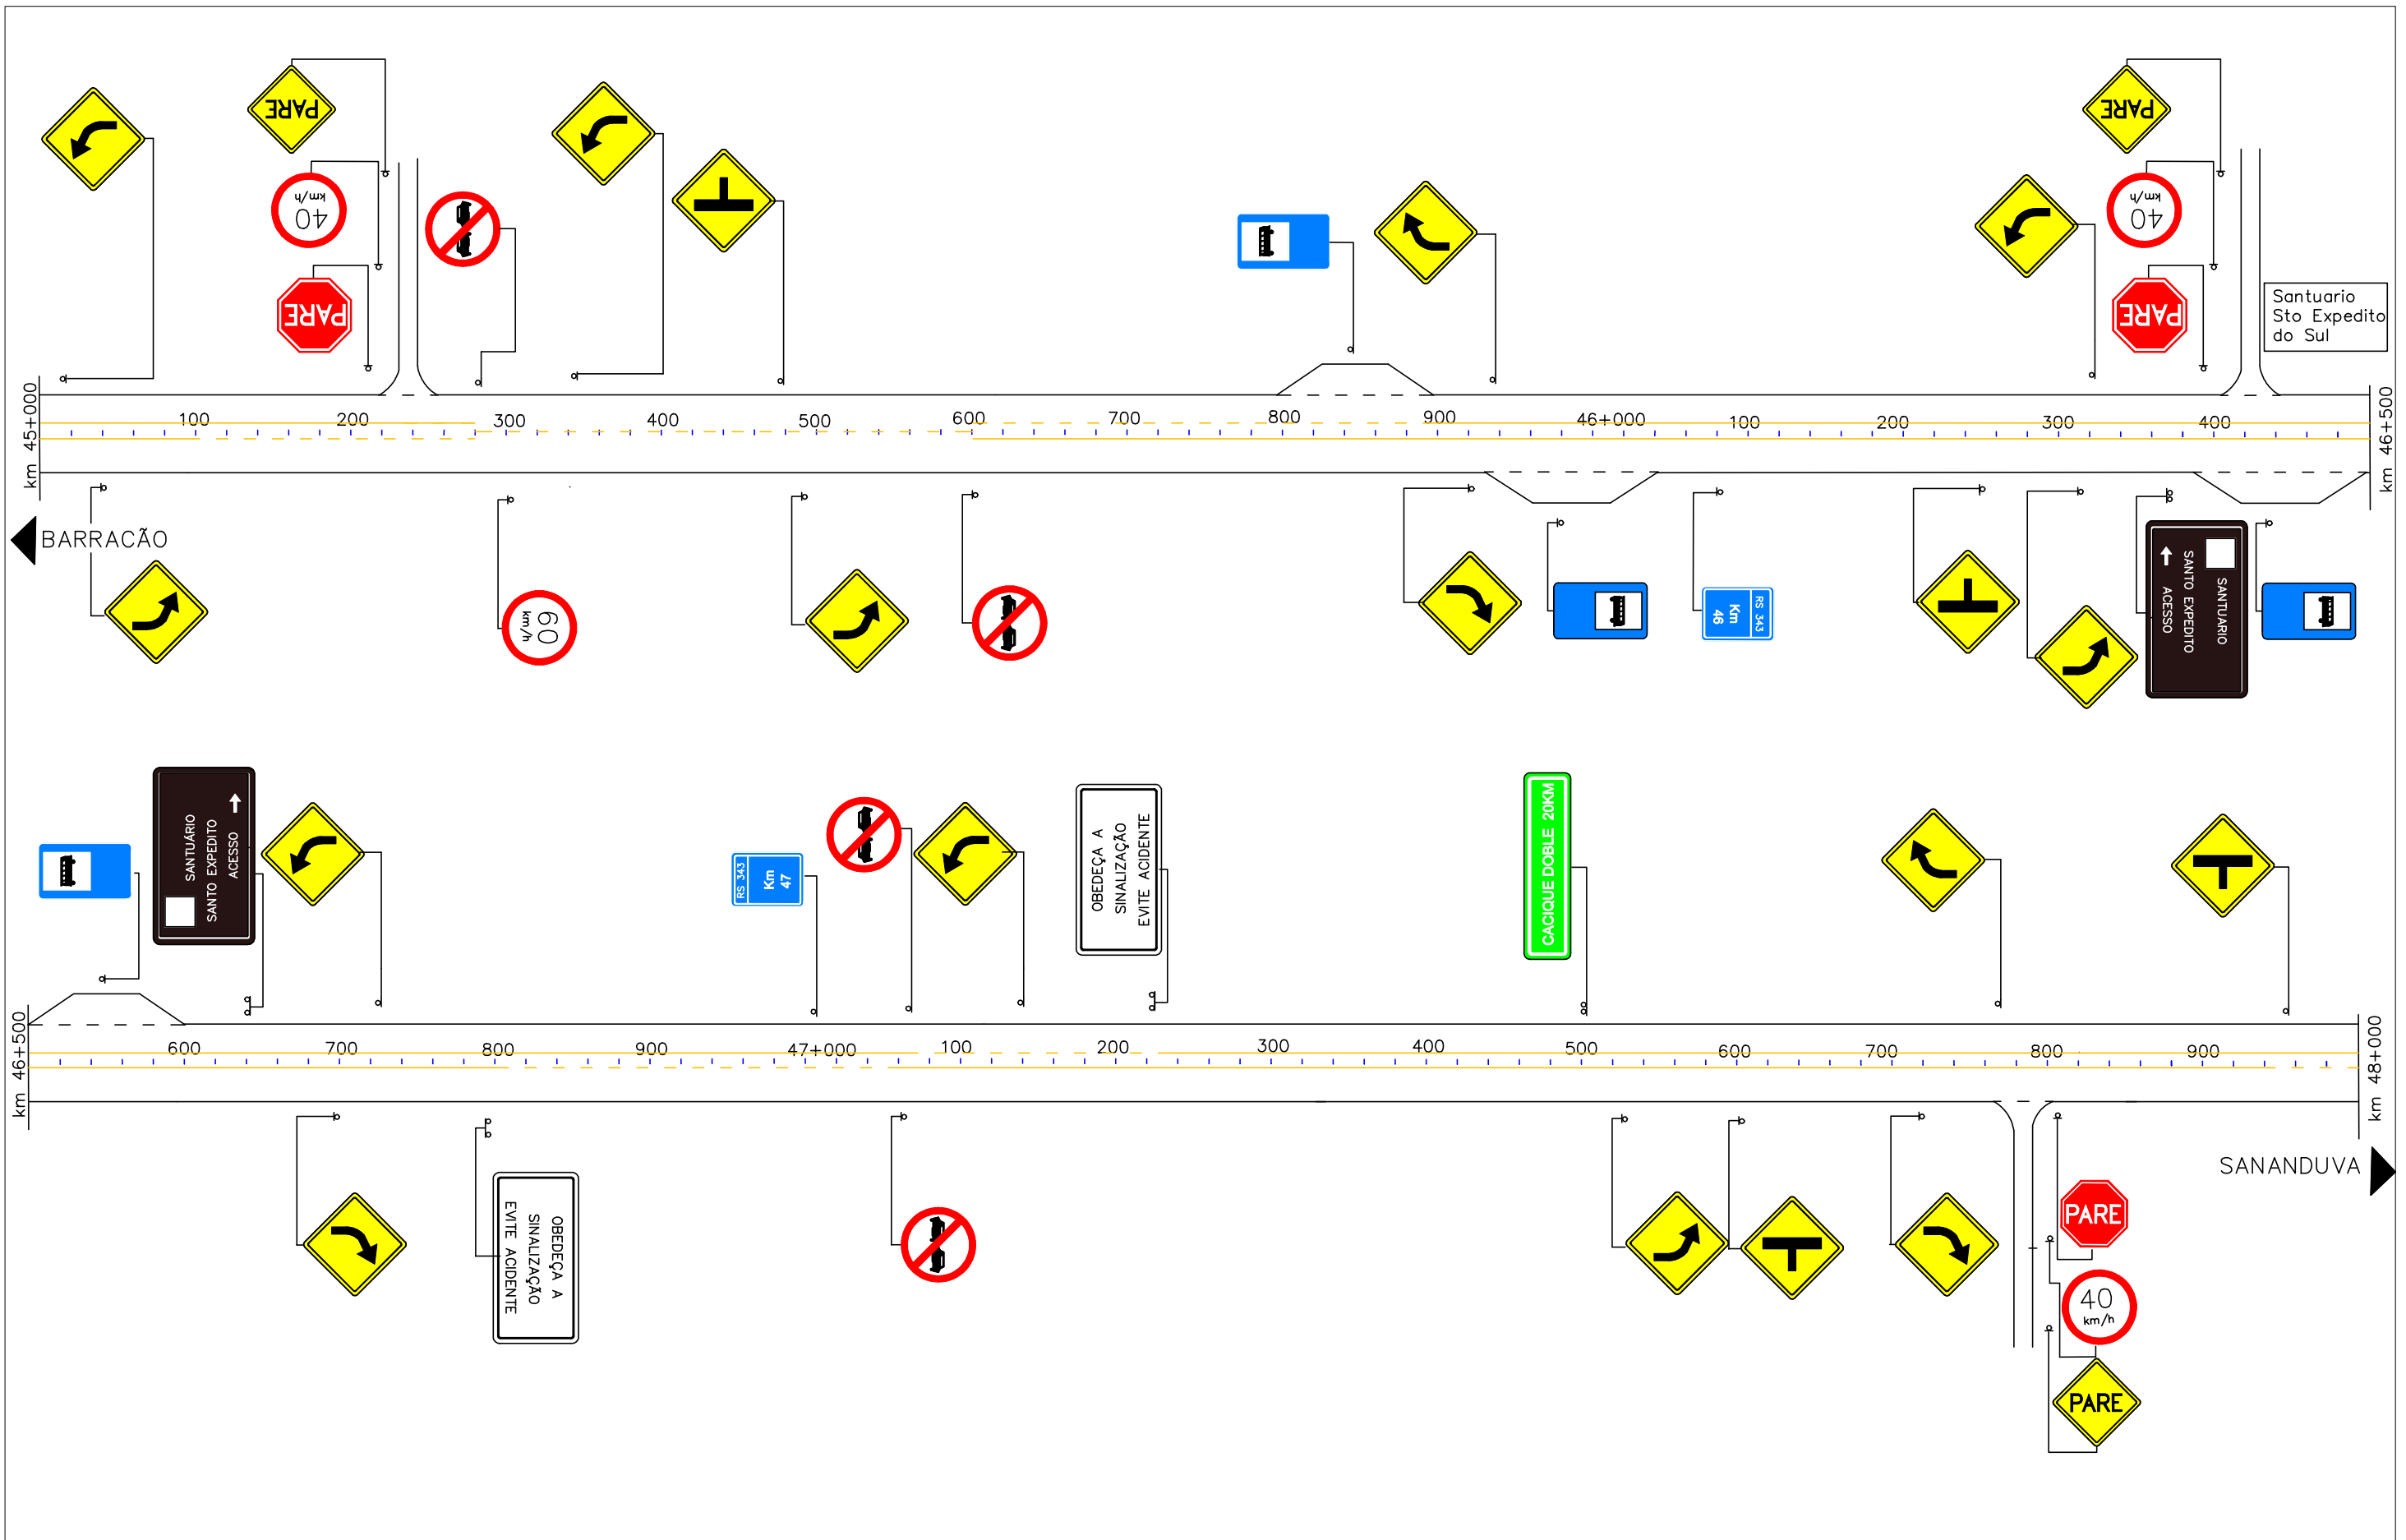 PARE
40
km/h
PARE
PARE
40
km/h
PARE
Santuario
Sto Expedito
do Sul
km 45+000
100
200
300
400
500
600
700
800
900
46+000
100
200
300
400
km 46+500
BARRACÃO
60
km/h
RS 343
Km
46
SANTUARIO
SANTO EXPEDITO
ACESSO
SANTUÁRIO
SANTO EXPEDITO
ACESSO
RS 343
Km
47
OBEDEÇA A
SINALIZAÇÃO
EVITE ACIDENTE
CACIQUE DOBLE 20KM
km 46+500
600
700
800
900
47+000
100
200
300
400
500
600
700
800
900
km 48+000
OBEDEÇA A
SINALIZAÇÃO
EVITE ACIDENTE
SANANDUVA
PARE
40
km/h
PARE